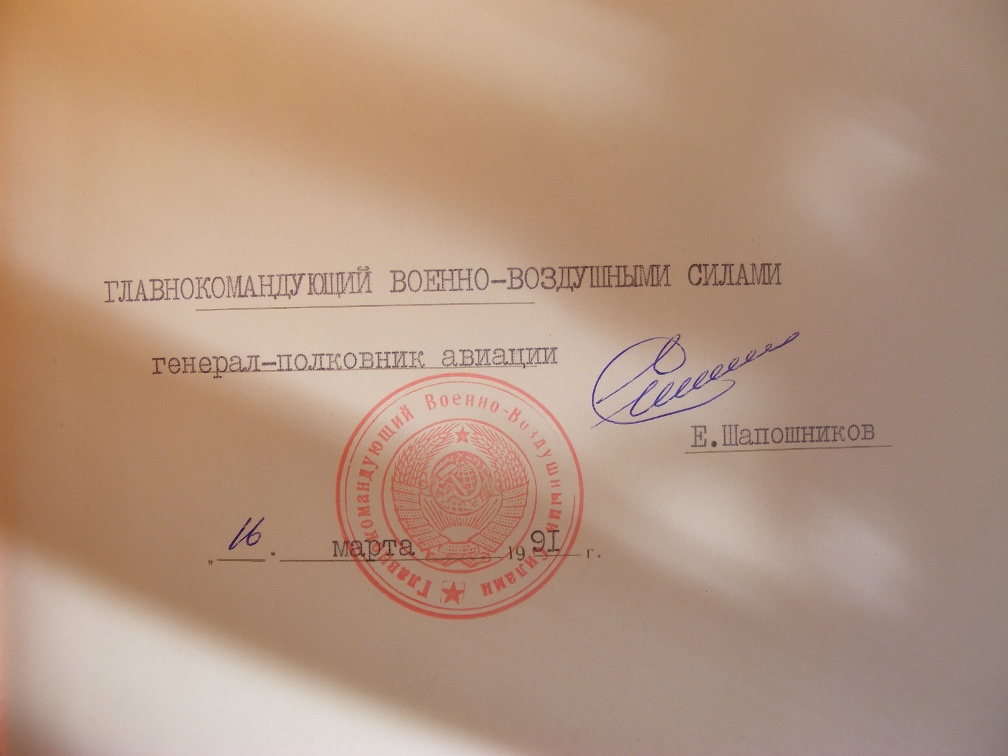 ГЛАВНОКОМАНДУЮЩИЙ ВОЕННО-ВОЗДУШНЫМИ СИЛАМИ
генерал-полковник авиации
Е.Шапошников
„16" марта 1991 г.
Главнокомандующий Военно-Воздушными Силами